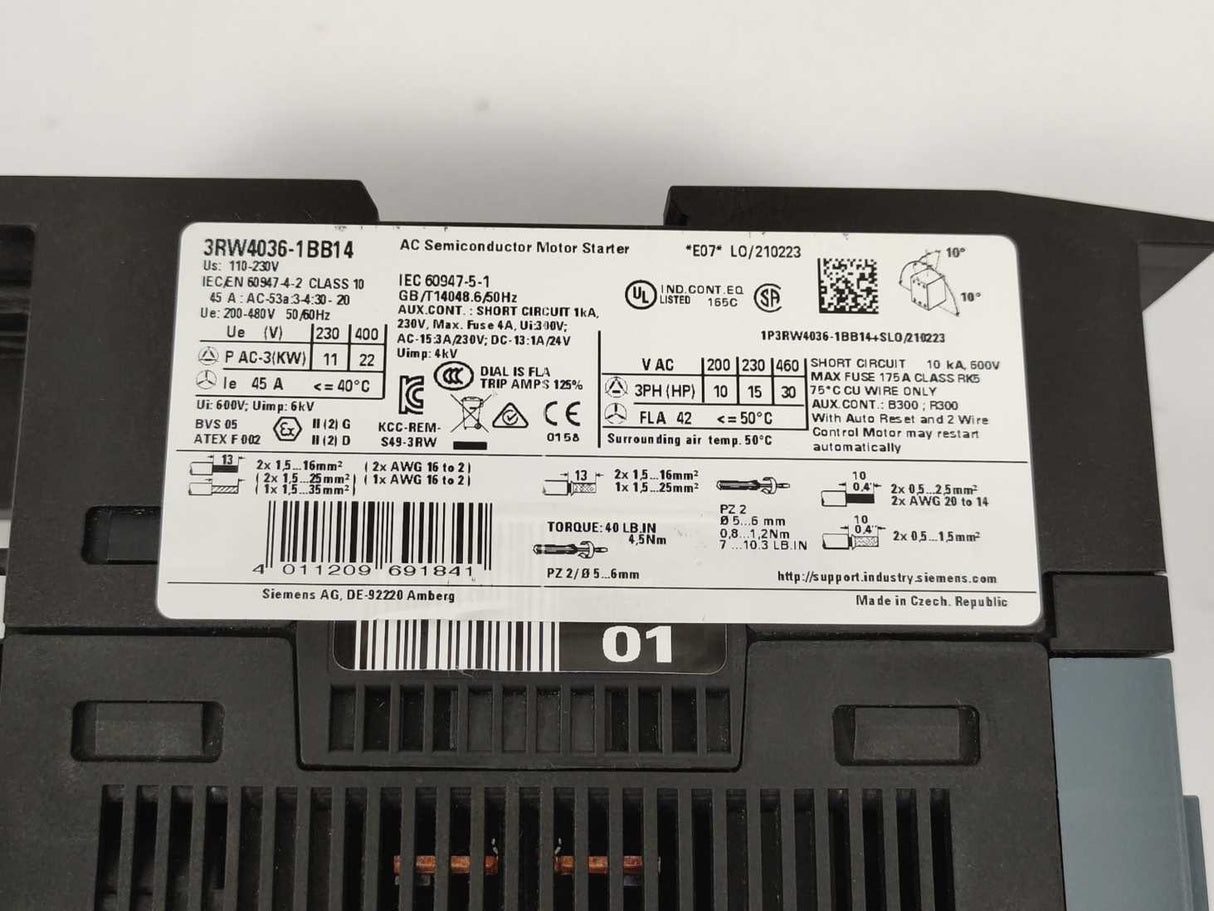 3RW4036-1BB14
Us: 110-230V
IEC/EN 60947-4-2 CLASS 10
45 A : AC-53a:3-4:30- 20
Ue: 200-480V 50/60Hz
Ue (V) 230 400
P AC-3(KW) 11 22
Ie 45 A <= 40°C
Ui: 600V; Uimp: 6kV
BVS 05
ATEX F 002
Ex
II (2) G
II (2) D
AC Semiconductor Motor Starter
IEC 60947-5-1
GB/T14048.6/50Hz
AUX.CONT.: SHORT CIRCUIT 1kA,
230V, Max. Fuse 4A, Ui:300V;
AC-15:3A/230V; DC-13:1A/24V
Uimp: 4kV
CCC
DIAL IS FLA
TRIP AMPS 125%
KCC-REM-
S49-3RW
CE
0158
*E07* LO/210223
UL
LISTED
IND.CONT.EQ
165C
SA
10°
10°
1P3RW4036-1BB14+SLO/210223
V AC 200 230 460
3PH (HP) 10 15 30
FLA 42 <= 50°C
Surrounding air temp. 50°C
SHORT CIRCUIT 10 kA, 600V
MAX FUSE 175A CLASS RK5
75°C CU WIRE ONLY
AUX.CONT.: B300 ; R300
With Auto Reset and 2 Wire
Control Motor may restart
automatically
13
2x 1,5...16mm² ( 2x AWG 16 to 2)
( 2x 1,5...25mm² ) ( 1x AWG 16 to 2)
( 1x 1,5...35mm² )
13
2x 1,5...16mm²
1x 1,5...25mm²
TORQUE: 40 LB.IN
4,5Nm
PZ 2/ Ø 5...6mm
PZ 2
Ø 5...6 mm
0,8...1,2Nm
7 ...10.3 LB.IN
10
0,4"
2x 0,5...2,5mm²
2x AWG 20 to 14
10
0,4"
2x 0,5...1,5mm²
4 011209 691841
http://support.industry.siemens.com
Siemens AG, DE-92220 Amberg
Made in Czech. Republic
01